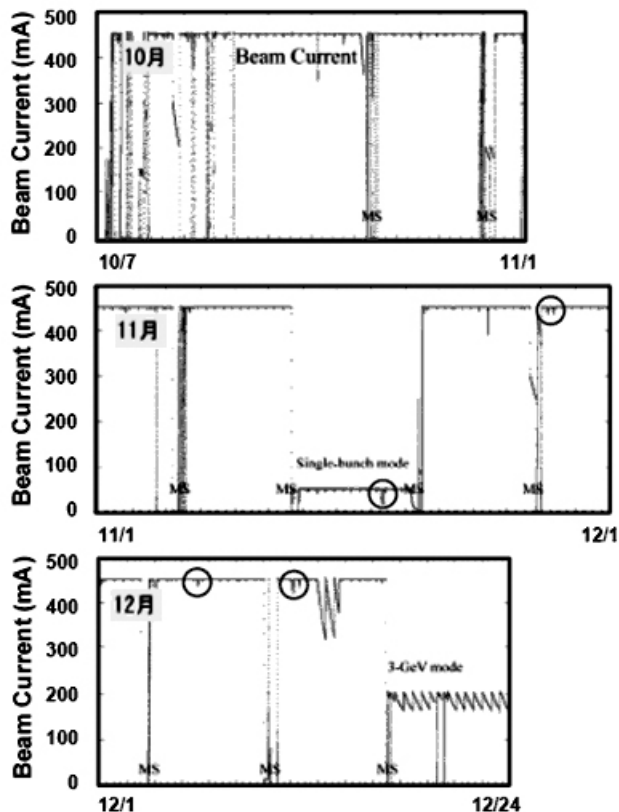 Beam Current (mA)
500
400
300
200
100
0
10月
Beam Current
MS
MS
10/7
11/1
Beam Current (mA)
500
400
300
200
100
0
11月
Single-bunch mode
MS
MS
MS
MS
11/1
12/1
Beam Current (mA)
500
400
300
200
100
0
12月
3-GeV mode
MS
MS
MS
12/1
12/24